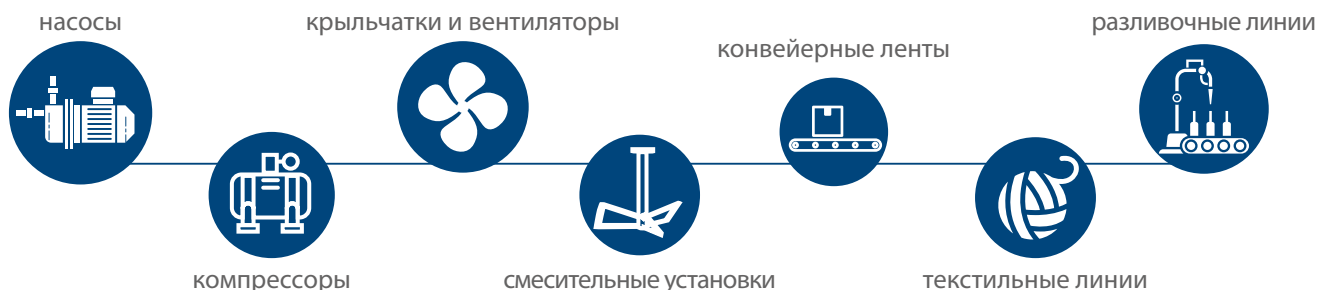 насосы
крыльчатки и вентиляторы
конвейерные ленты
разливочные линии
компрессоры
смесительные установки
текстильные линии